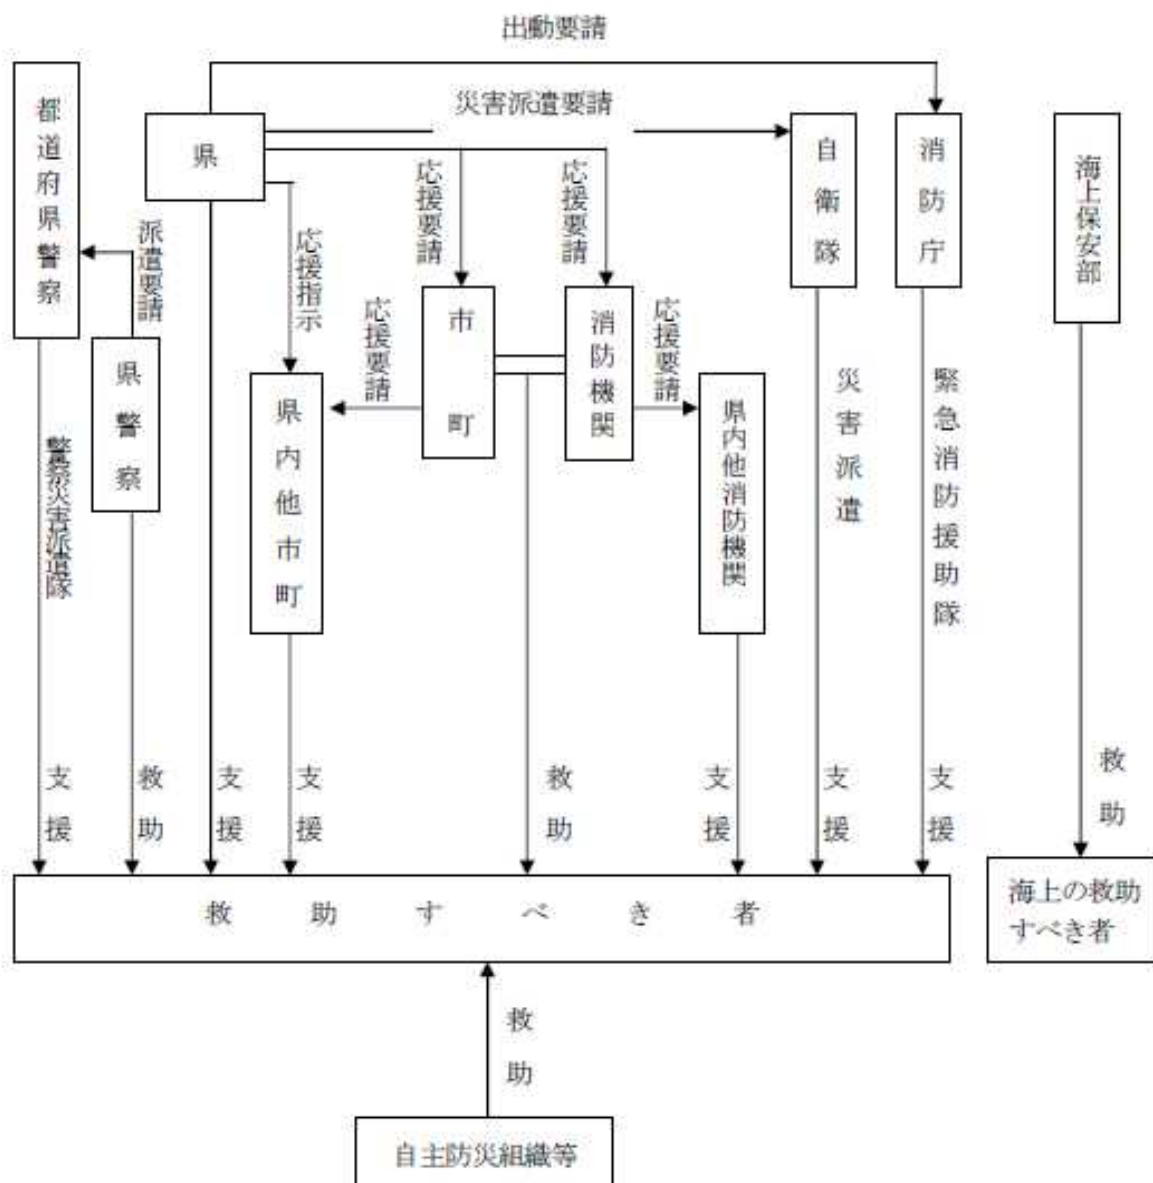 出動要請
災害派遣要請
都道府県警察
県
自衛隊
消防庁
海上保安部
派遣要請
応援指示
応援要請
応援要請
応援要請
市町
消防機関
応援要請
県警察
県内他市町
県内他消防機関
警察災害派遣隊
災害派遣
緊急消防援助隊
支援
救助
支援
支援
救助
支援
支援
支援
救助
救助すべき者
海上の救助
すべき者
救助
自主防災組織等